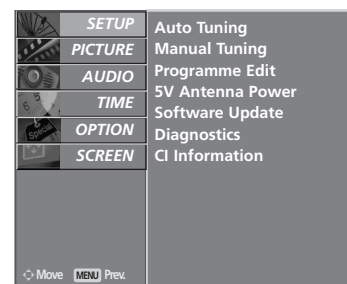 SETUP
PICTURE
AUDIO
TIME
OPTION
SCREEN
Auto Tuning
Manual Tuning
Programme Edit
5V Antenna Power
Software Update
Diagnostics
CI Information
Move MENU Prev.